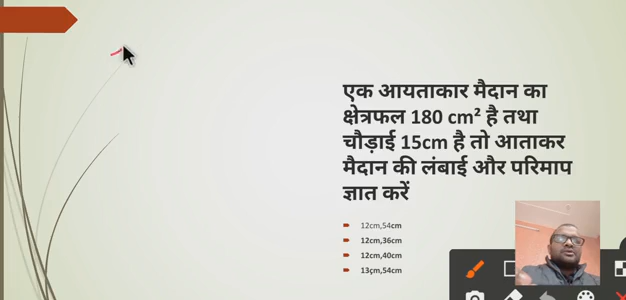 एक आयताकार मैदान का
क्षेत्रफल 180 cm² है तथा
चौड़ाई 15cm है तो आताकर
मैदान की लंबाई और परिमाप
ज्ञात करें
12cm,54cm
12cm,36cm
12cm,40cm
13çm,54cm